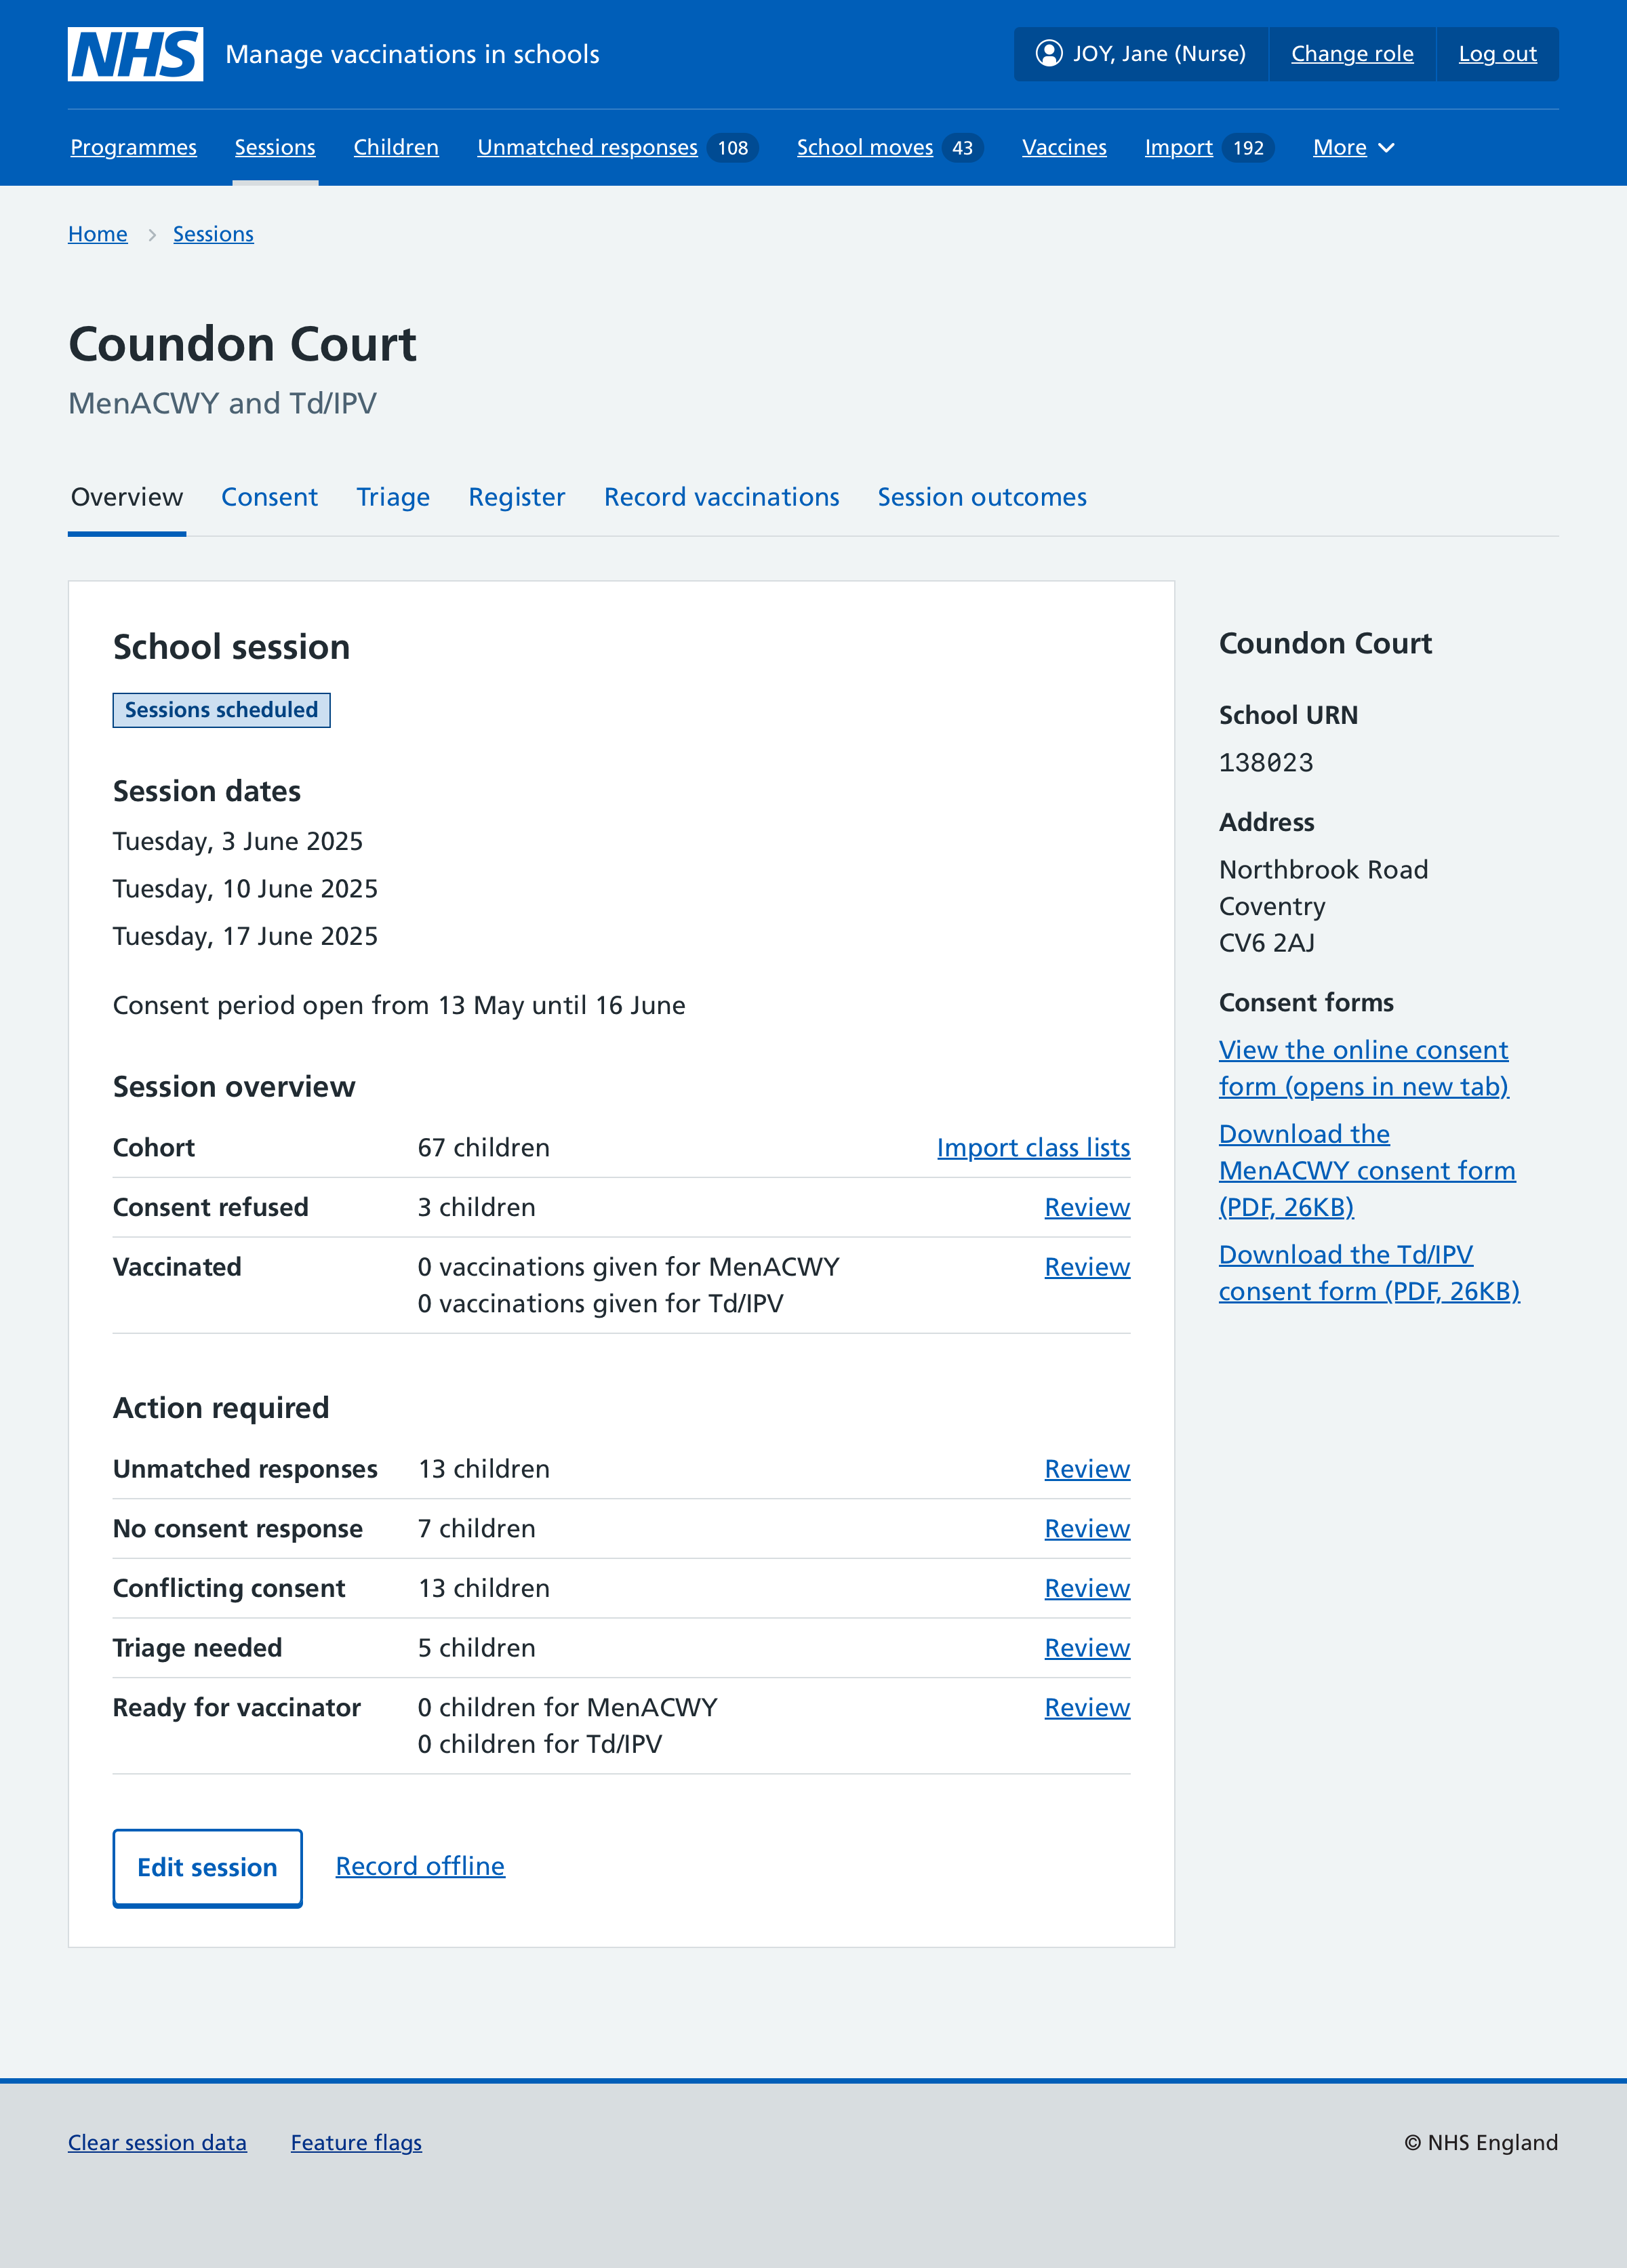 NHS Manage vaccinations in schools
JOY, Jane (Nurse) Change role Log out
Programmes Sessions Children Unmatched responses 108 School moves 43 Vaccines Import 192 More
Home Sessions
Coundon Court
MenACWY and Td/IPV
Overview Consent Triage Register Record vaccinations Session outcomes
School session
Sessions scheduled
Session dates
Tuesday, 3 June 2025
Tuesday, 10 June 2025
Tuesday, 17 June 2025
Consent period open from 13 May until 16 June
Session overview
Cohort 67 children Import class lists
Consent refused 3 children Review
Vaccinated 0 vaccinations given for MenACWY Review
0 vaccinations given for Td/IPV
Action required
Unmatched responses 13 children Review
No consent response 7 children Review
Conflicting consent 13 children Review
Triage needed 5 children Review
Ready for vaccinator 0 children for MenACWY Review
0 children for Td/IPV
Edit session Record offline
Coundon Court
School URN
138023
Address
Northbrook Road
Coventry
CV6 2AJ
Consent forms
View the online consent
form (opens in new tab)
Download the
MenACWY consent form
(PDF, 26KB)
Download the Td/IPV
consent form (PDF, 26KB)
Clear session data Feature flags © NHS England